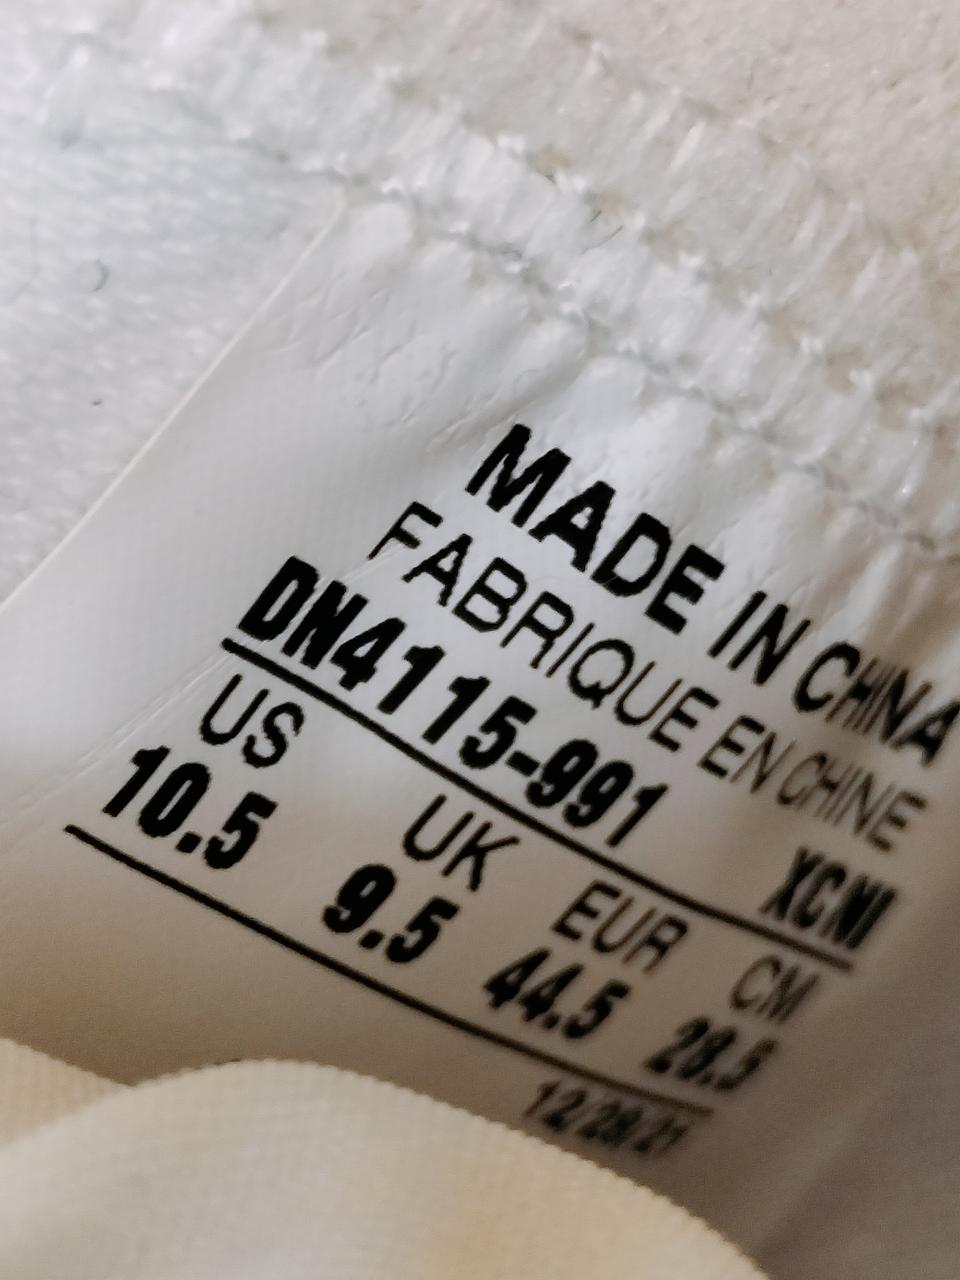 MADE IN CHINA
FABRIQUE EN CHINE
DN4115-991 XCNI
US UK EUR CM
10.5 9.5 44.5 28.5
12/28/21